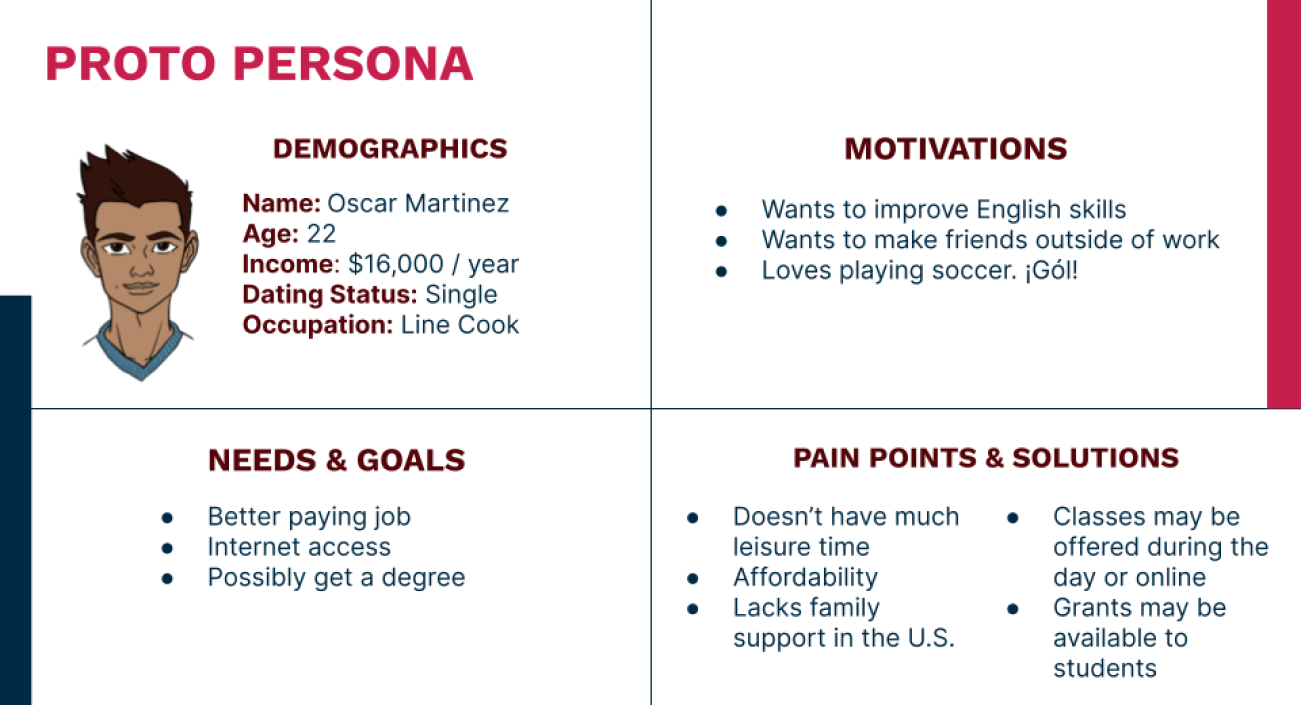 PROTO PERSONA
DEMOGRAPHICS
Name: Oscar Martinez
Age: 22
Income: $16,000 / year
Dating Status: Single
Occupation: Line Cook
MOTIVATIONS
● Wants to improve English skills
● Wants to make friends outside of work
● Loves playing soccer. ¡Gól!
NEEDS & GOALS
● Better paying job
● Internet access
● Possibly get a degree
PAIN POINTS & SOLUTIONS
● Doesn’t have much
leisure time
● Affordability
● Lacks family
support in the U.S.
● Classes may be
offered during the
day or online
● Grants may be
available to
students